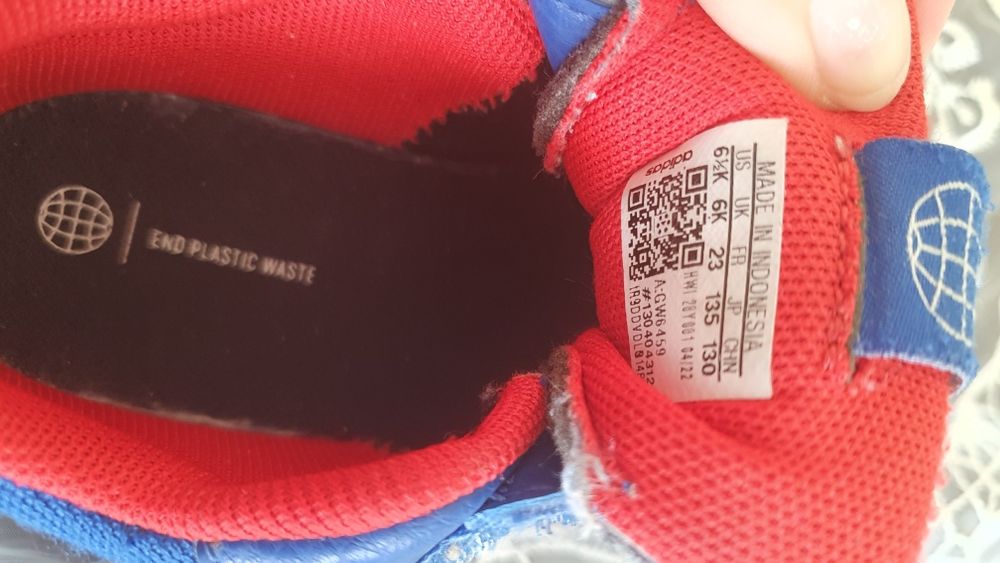 END PLASTIC WASTE
MADE IN INDONESIA
US UK FR JP CHN
6½K 6K 23 135 130
adidas
HWI 28Y001 04/22
A:GW6459
#130404312